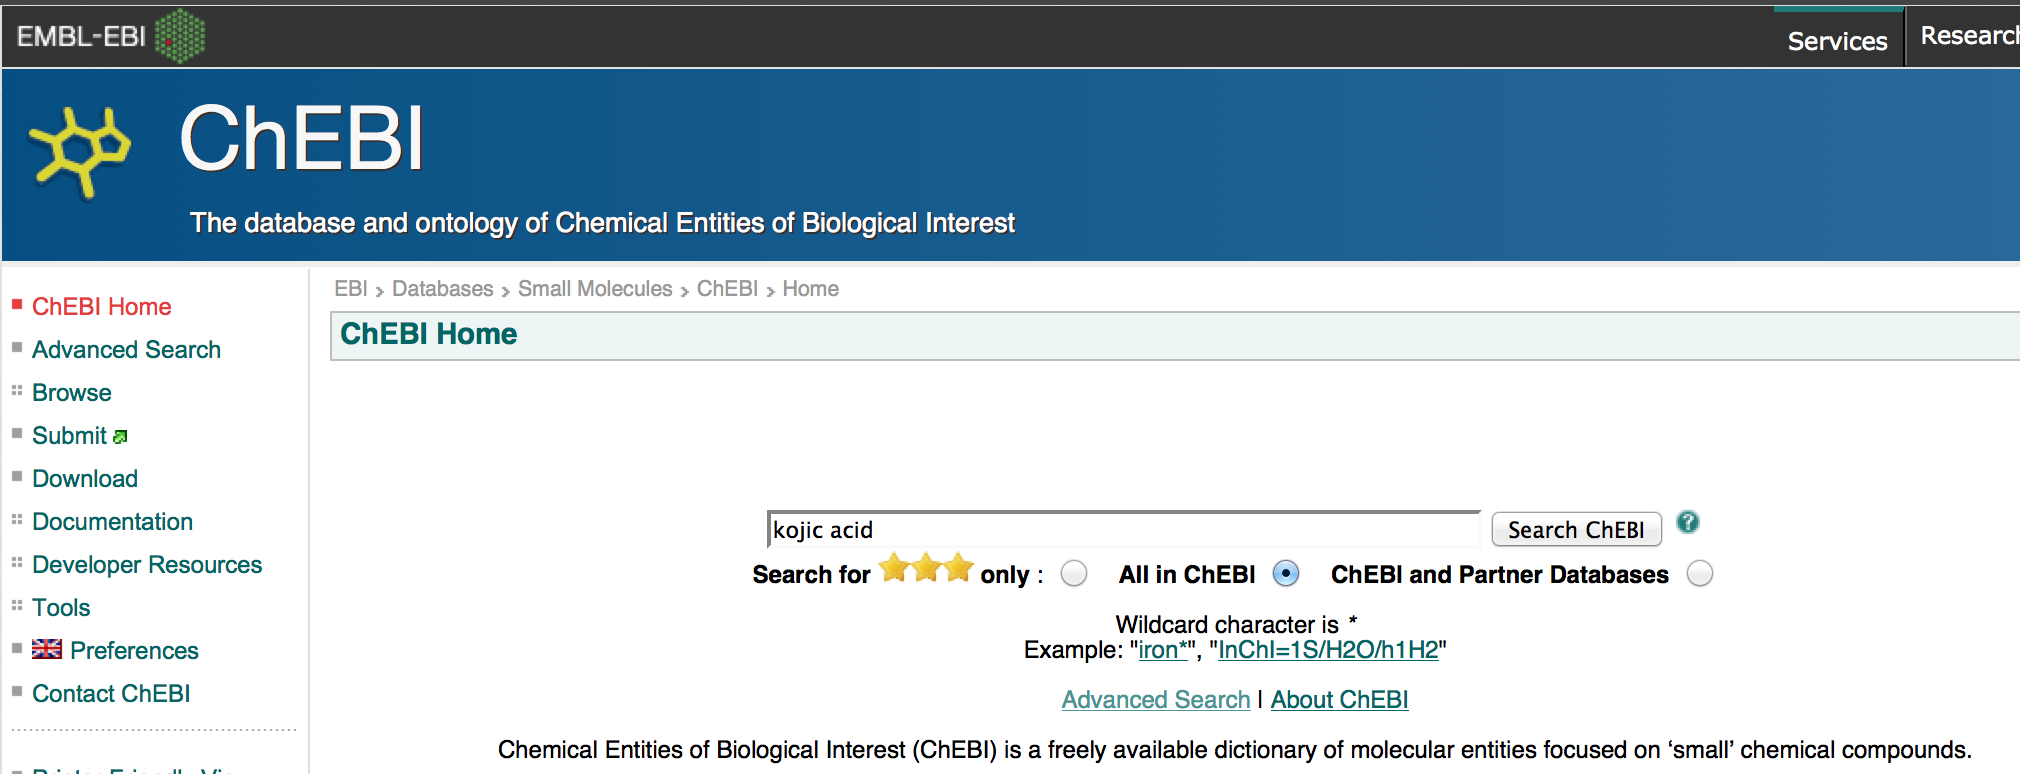 EMBL-EBI
Services
Research
ChEBI
The database and ontology of Chemical Entities of Biological Interest
EBI > Databases > Small Molecules > ChEBI > Home
ChEBI Home
Advanced Search
Browse
Submit
Download
Documentation
Developer Resources
Tools
Preferences
Contact ChEBI
ChEBI Home
kojic acid
Search ChEBI
?
Search for only :
All in ChEBI
ChEBI and Partner Databases
Wildcard character is *
Example: "iron*", "InChI=1S/H2O/h1H2"
Advanced Search | About ChEBI
Chemical Entities of Biological Interest (ChEBI) is a freely available dictionary of molecular entities focused on ‘small’ chemical compounds.